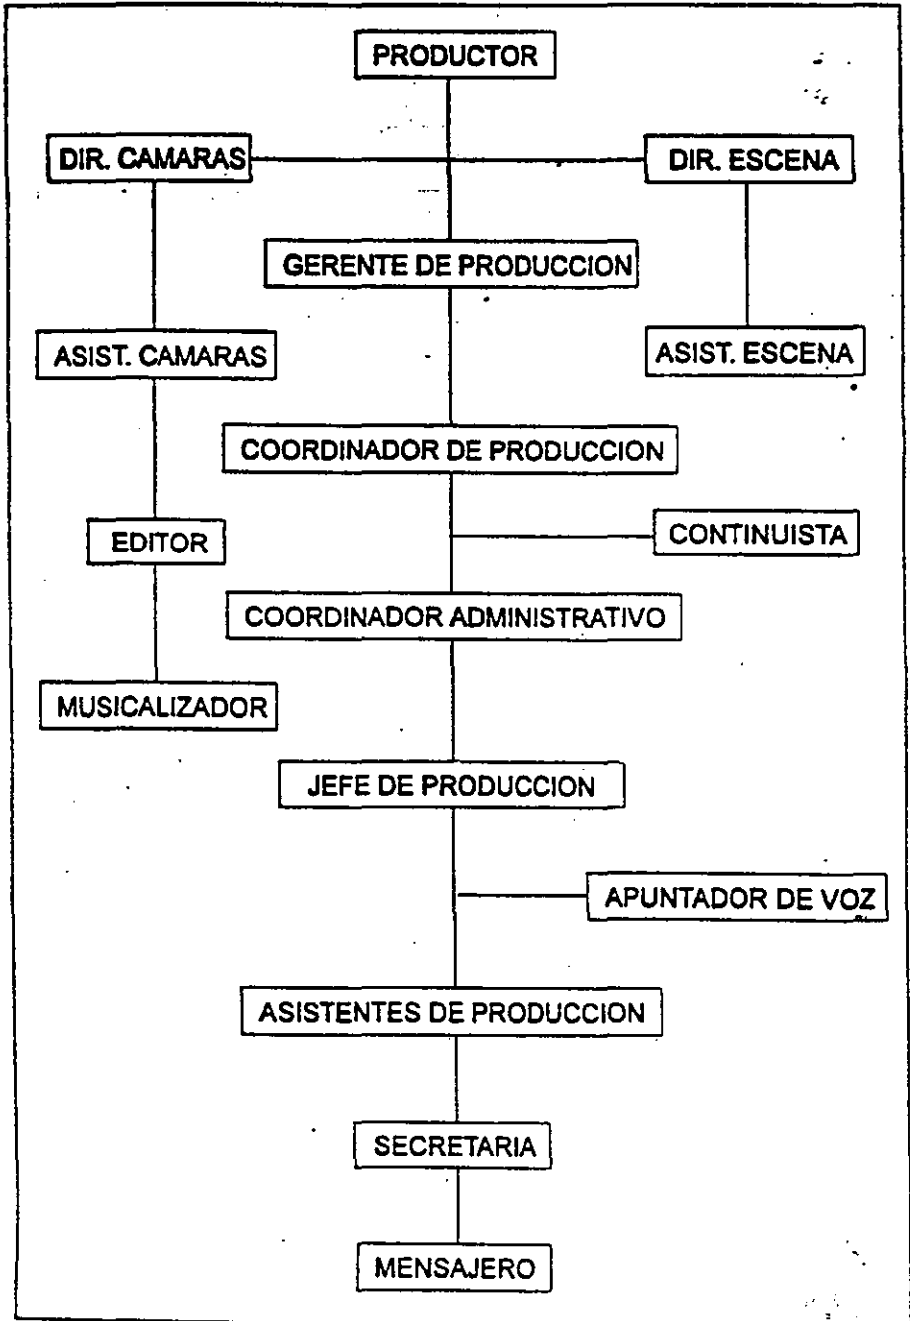 PRODUCTOR
DIR. CAMARAS
DIR. ESCENA
GERENTE DE PRODUCCION
ASIST. CAMARAS
ASIST. ESCENA
COORDINADOR DE PRODUCCION
EDITOR
CONTINUISTA
COORDINADOR ADMINISTRATIVO
MUSICALIZADOR
JEFE DE PRODUCCION
APUNTADOR DE VOZ
ASISTENTES DE PRODUCCION
SECRETARIA
MENSAJERO